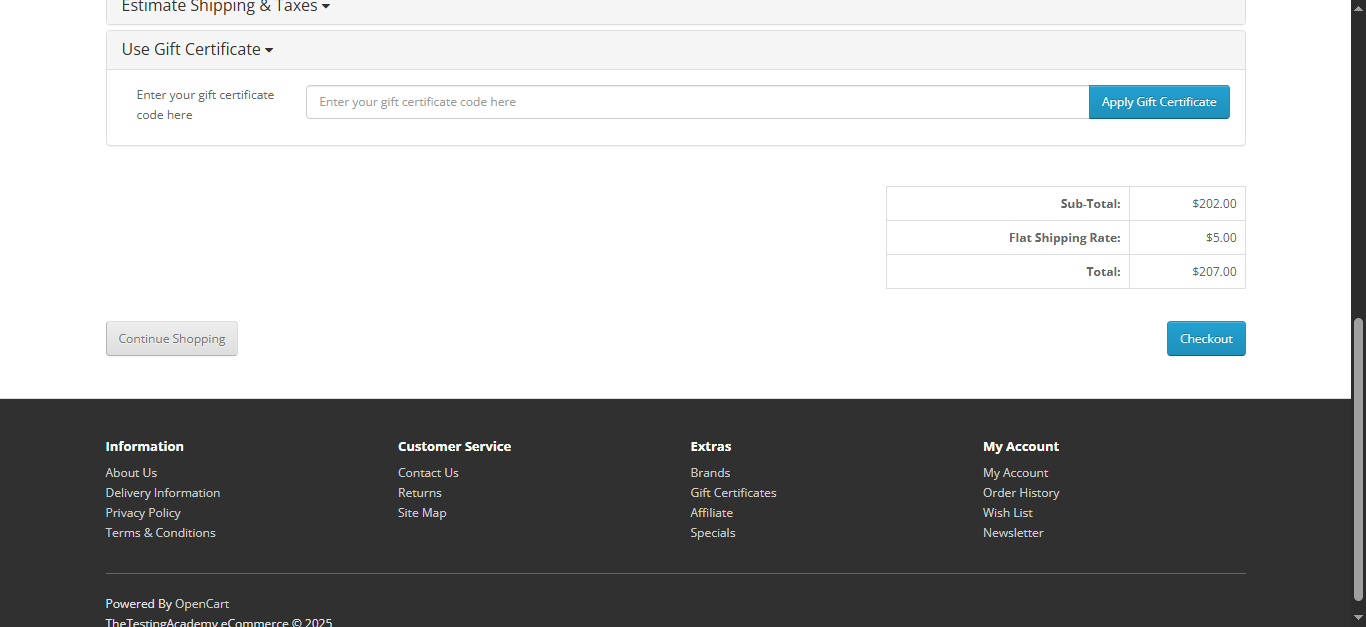 Estimate Shipping & Taxes
Use Gift Certificate
Enter your gift certificate
code here
Enter your gift certificate code here
Apply Gift Certificate
Sub-Total: $202.00
Flat Shipping Rate: $5.00
Total: $207.00
Continue Shopping
Checkout
Information
About Us
Delivery Information
Privacy Policy
Terms & Conditions
Customer Service
Contact Us
Returns
Site Map
Extras
Brands
Gift Certificates
Affiliate
Specials
My Account
My Account
Order History
Wish List
Newsletter
Powered By OpenCart
TheTestingAcademy eCommerce © 2025